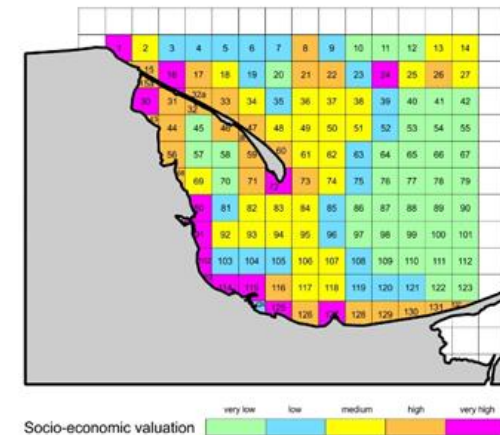 2 3 4 5 6 7 8 9 10 11 12 13 14
15 16 17 18 19 20 21 22 23 24 25 26 27
30 31 32a 33 34 35 36 37 38 39 40 41 42
32
44 45 46 47 48 49 50 51 52 53 54 55
56 57 58 59 60 61 62 63 64 65 66 67
69 70 71 72 73 74 75 76 77 78 79
80 81 82 83 84 85 86 87 88 89 90
91 92 93 94 95 96 97 98 99 100 101
102 103 104 105 106 107 108 109 110 111 112
114 115 116 117 118 119 120 121 122 123
125 126 128 129 130 131
very low low medium high very high
Socio-economic valuation